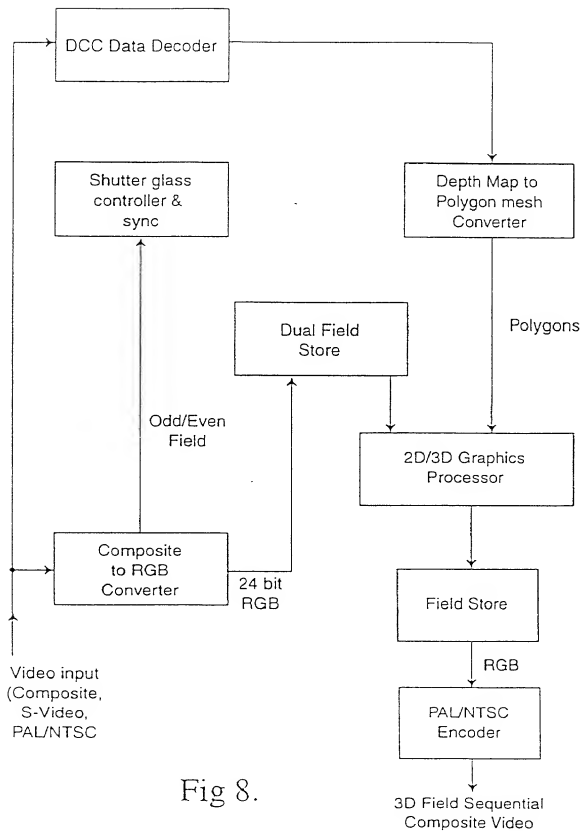 DCC Data Decoder
Shutter glass
controller &
sync
Depth Map to
Polygon mesh
Converter
Dual Field
Store
Polygons
Odd/Even
Field
2D/3D Graphics
Processor
Composite
to RGB
Converter
24 bit
RGB
Field Store
Video input
(Composite,
S-Video,
PAL/NTSC
RGB
PAL/NTSC
Encoder
Fig 8.
3D Field Sequential
Composite Video